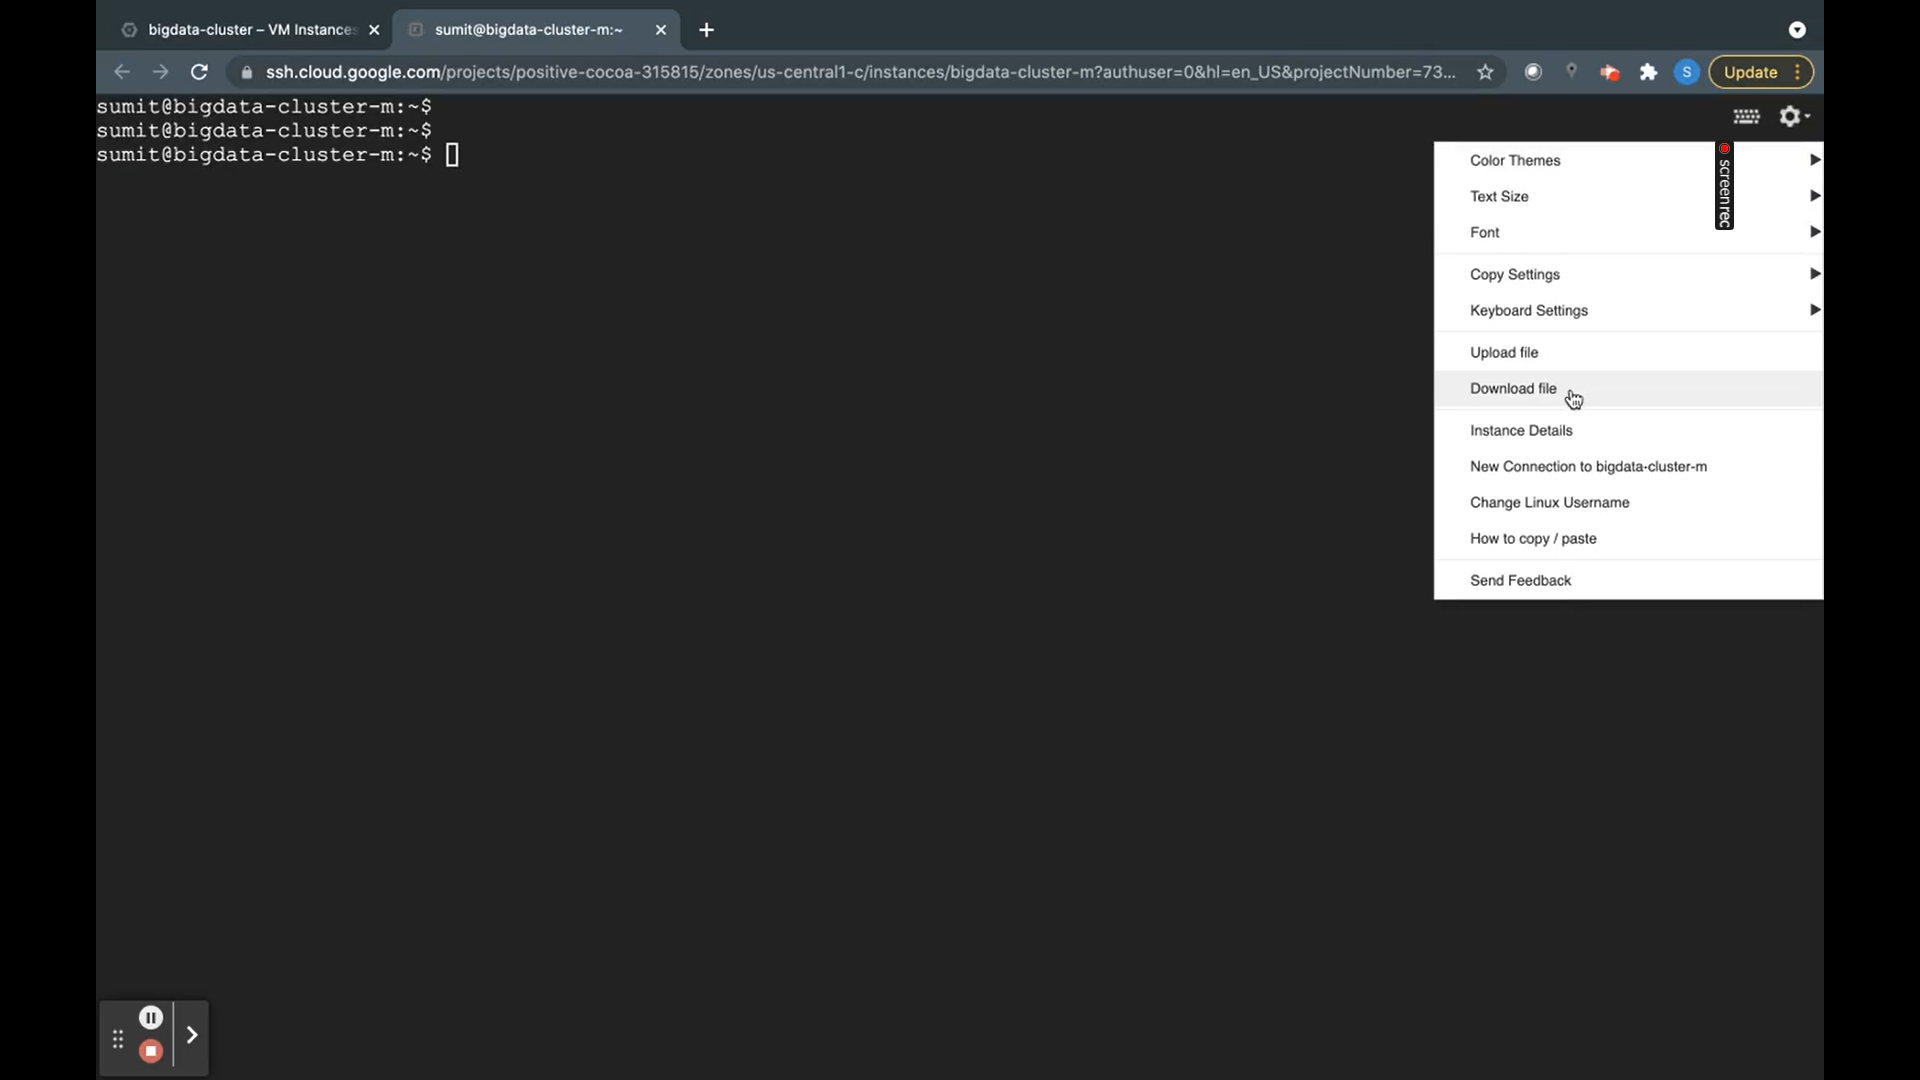 bigdata-cluster – VM Instances
sumit@bigdata-cluster-m:~
ssh.cloud.google.com/projects/positive-cocoa-315815/zones/us-central1-c/instances/bigdata-cluster-m?authuser=0&hl=en_US&projectNumber=73...
S
Update
sumit@bigdata-cluster-m:~$
sumit@bigdata-cluster-m:~$
sumit@bigdata-cluster-m:~$
screenrec
Color Themes
Text Size
Font
Copy Settings
Keyboard Settings
Upload file
Download file
Instance Details
New Connection to bigdata-cluster-m
Change Linux Username
How to copy / paste
Send Feedback